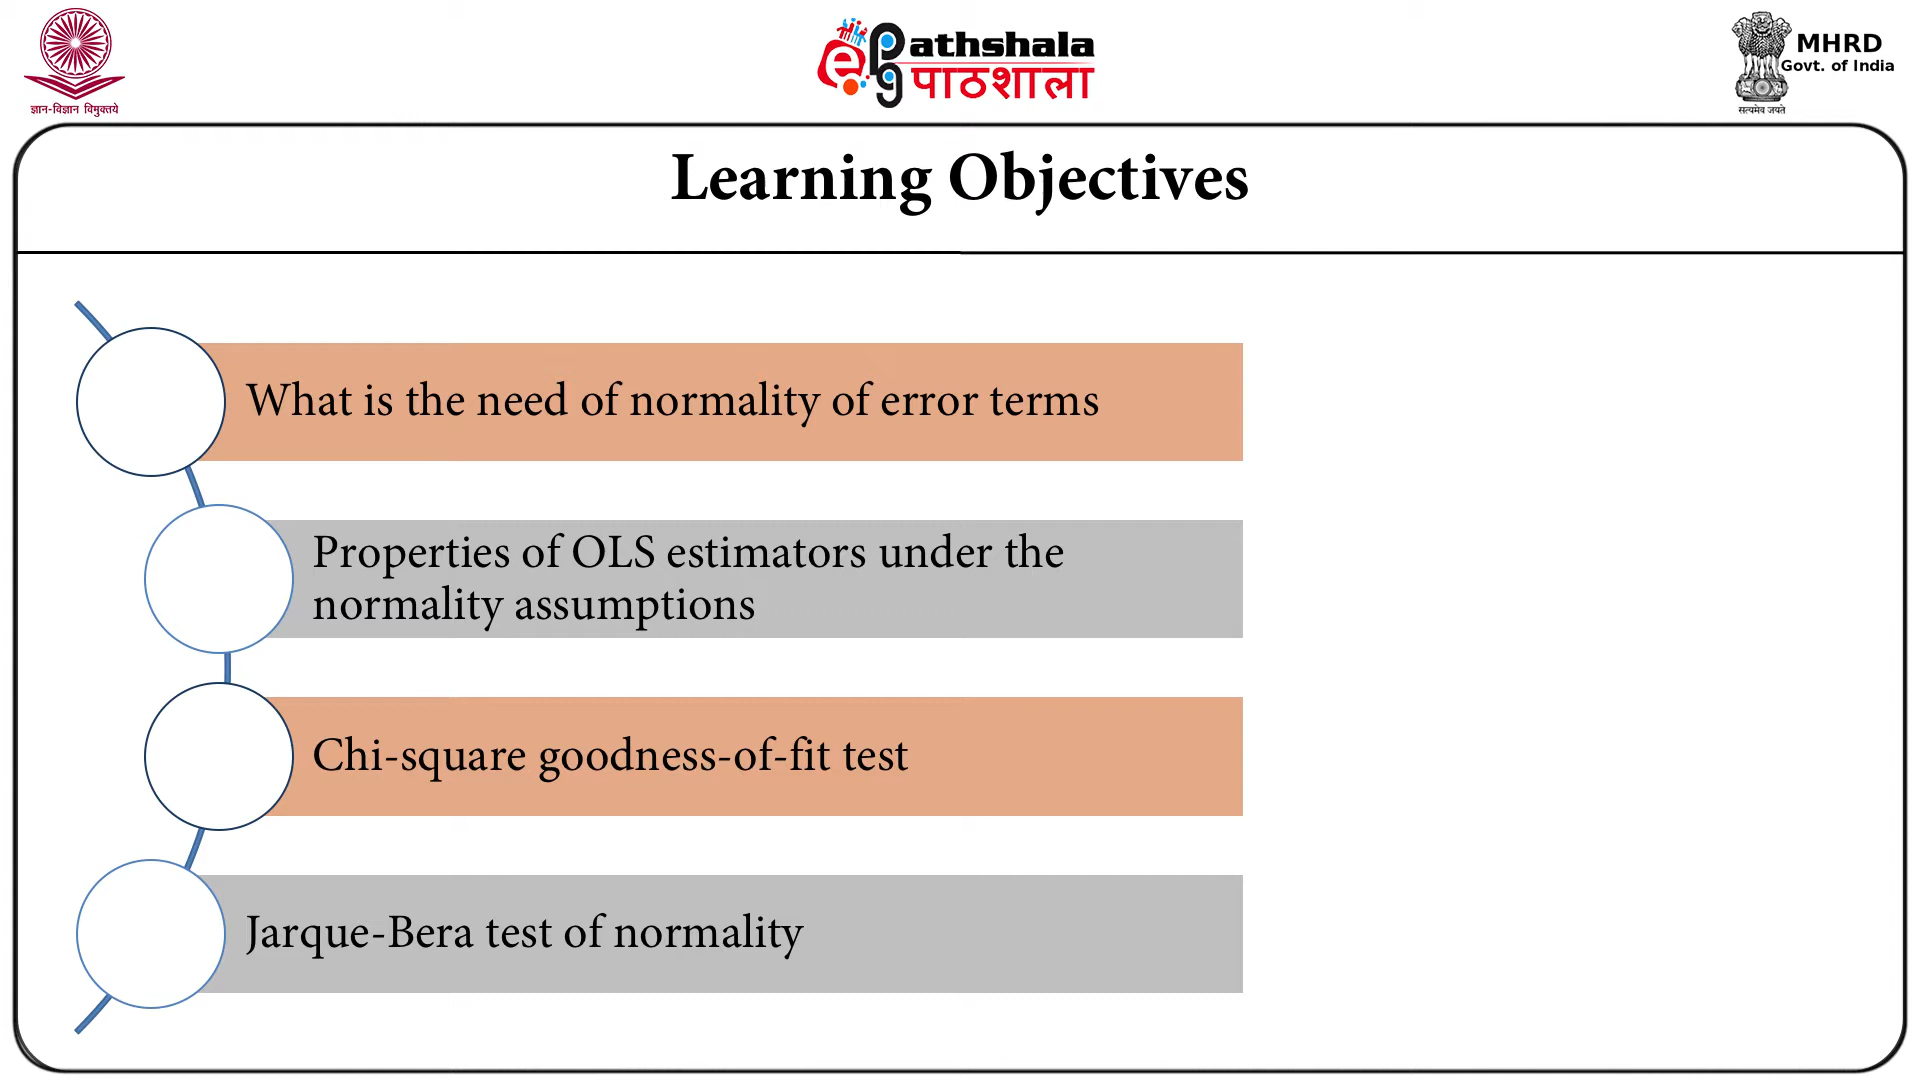 ज्ञान-विज्ञान विमुक्तये
e
pg
Pathshala
पाठशाला
MHRD
Govt. of India
सत्यमेव जयते
Learning Objectives
What is the need of normality of error terms
Properties of OLS estimators under the
normality assumptions
Chi-square goodness-of-fit test
Jarque-Bera test of normality